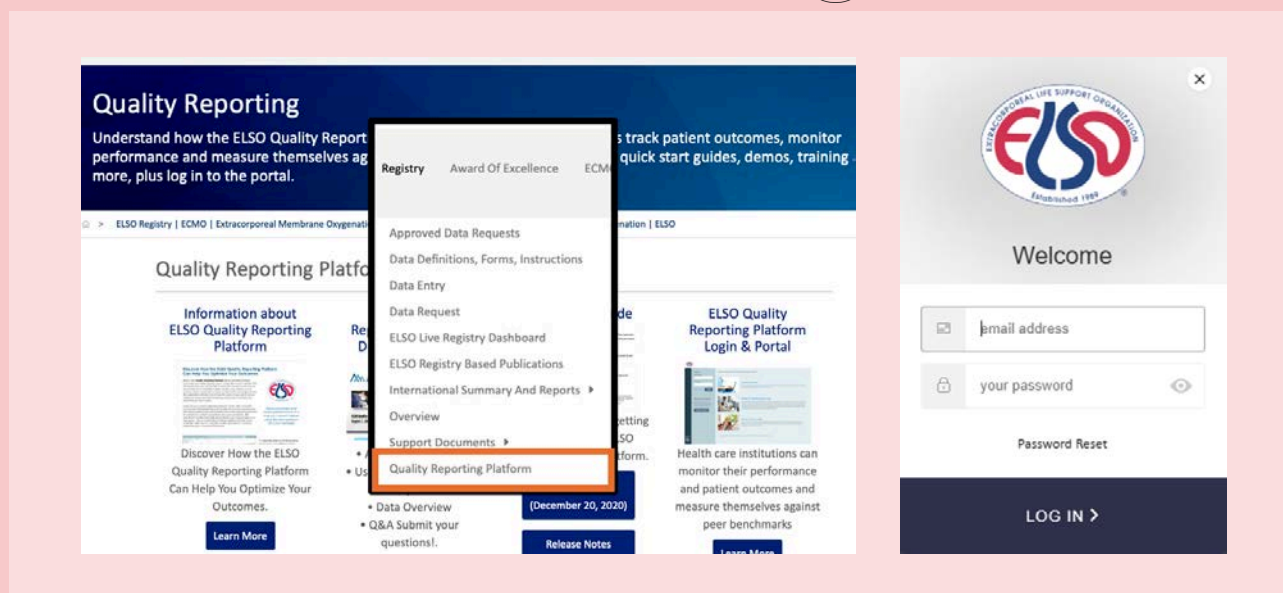 Quality Reporting
Understand how the ELSO Quality Report
s track patient outcomes, monitor
performance and measure themselves ag
quick start guides, demos, training
more, plus log in to the portal.
Registry Award Of Excellence ECM
> ELSO Registry | ECMO | Extracorporeal Membrane Oxygenati
mation | ELSO
Approved Data Requests
Data Definitions, Forms, Instructions
Data Entry
Data Request
ELSO Live Registry Dashboard
ELSO Registry Based Publications
International Summary And Reports
Overview
Support Documents
Quality Reporting Platform
Quality Reporting Platfo
Information about
ELSO Quality Reporting
Platform
Discover How the ELSO
Quality Reporting Platform
Can Help You Optimize Your
Outcomes.
Learn More
Re
D
• A
• Us
• Data Overview
• Q&A Submit your
questions!.
de
etting
SO
tform.
(December 20, 2020)
Release Notes
ELSO Quality
Reporting Platform
Login & Portal
Health care institutions can
monitor their performance
and patient outcomes and
measure themselves against
peer benchmarks
Learn More
EXTRACORPOREAL LIFE SUPPORT ORGANIZATION
ELSO
Established 1989
®
Welcome
email address
your password
Password Reset
LOG IN >